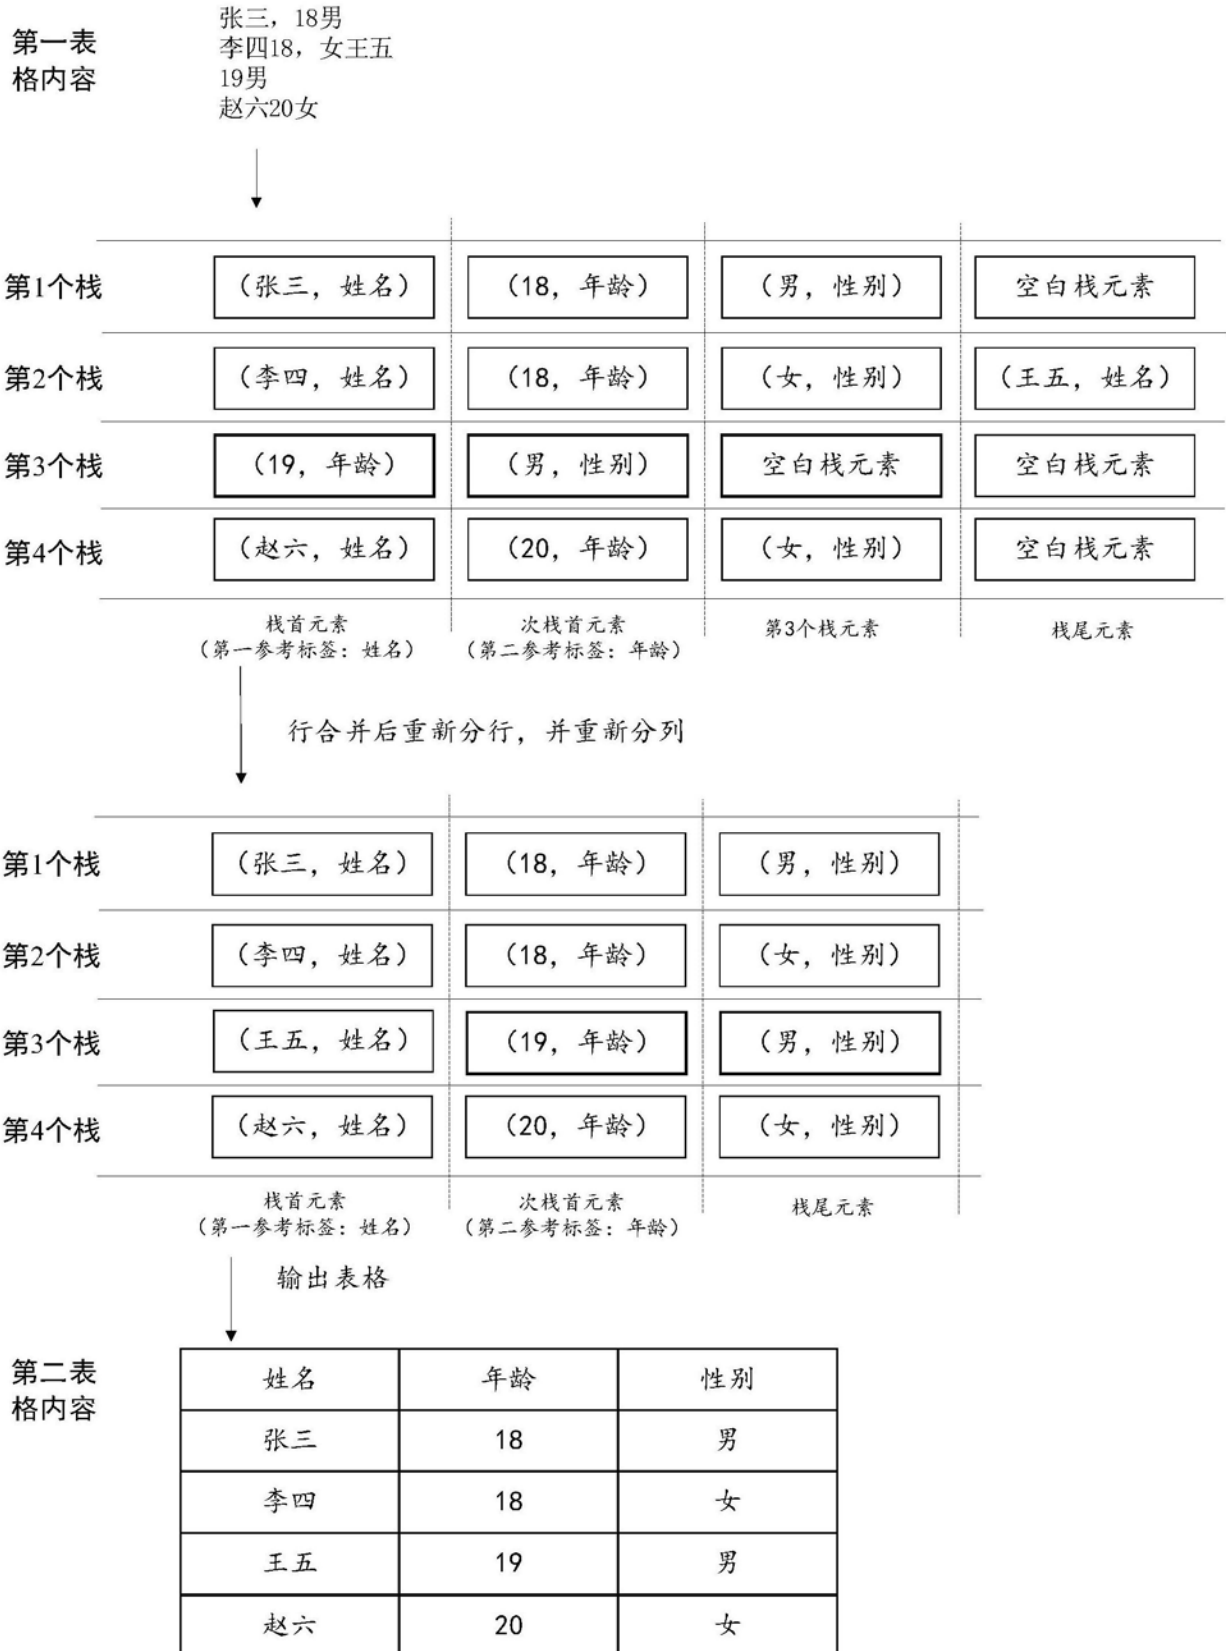 第一表
格内容
张三，18男
李四18，女王五
19男
赵六20女
第1个栈 （张三，姓名） （18，年龄） （男，性别） 空白栈元素
第2个栈 （李四，姓名） （18，年龄） （女，性别） （王五，姓名）
第3个栈 （19，年龄） （男，性别） 空白栈元素 空白栈元素
第4个栈 （赵六，姓名） （20，年龄） （女，性别） 空白栈元素
栈首元素 次栈首元素 第3个栈元素 栈尾元素
（第一参考标签：姓名） （第二参考标签：年龄）
行合并后重新分行，并重新分列
第1个栈 （张三，姓名） （18，年龄） （男，性别）
第2个栈 （李四，姓名） （18，年龄） （女，性别）
第3个栈 （王五，姓名） （19，年龄） （男，性别）
第4个栈 （赵六，姓名） （20，年龄） （女，性别）
栈首元素 次栈首元素 栈尾元素
（第一参考标签：姓名） （第二参考标签：年龄）
输出表格
第二表
格内容
姓名 年龄 性别
张三 18 男
李四 18 女
王五 19 男
赵六 20 女